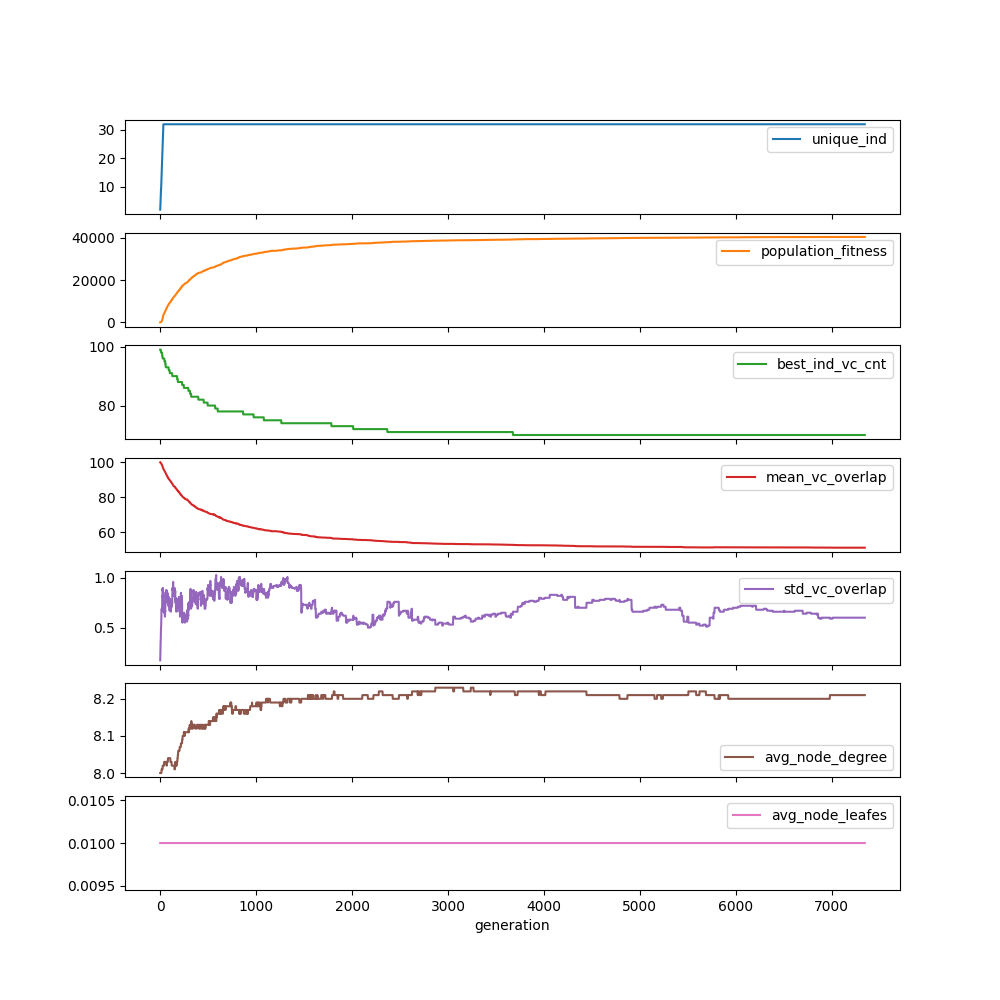 30
20
10
unique_ind
40000
20000
0
population_fitness
100
80
best_ind_vc_cnt
100
80
60
mean_vc_overlap
1.0
0.5
std_vc_overlap
8.2
8.1
8.0
avg_node_degree
0.0105
0.0100
0.0095
avg_node_leafes
0 1000 2000 3000 4000 5000 6000 7000
generation